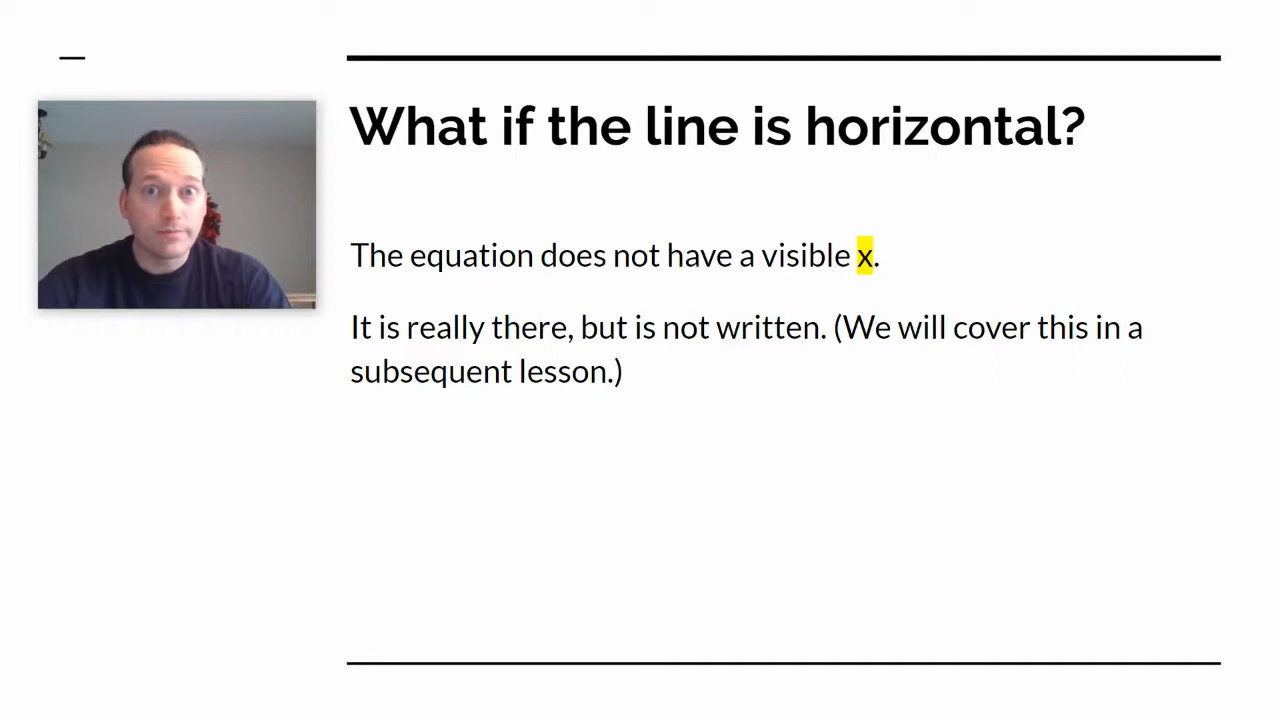 What if the line is horizontal?
The equation does not have a visible x.
It is really there, but is not written. (We will cover this in a
subsequent lesson.)